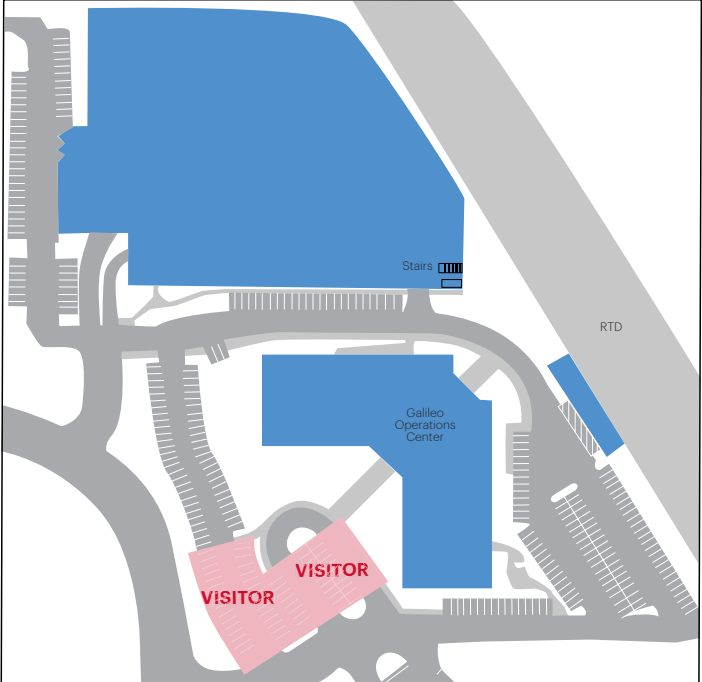 Stairs
RTD
Galileo
Operations
Center
VISITOR
VISITOR